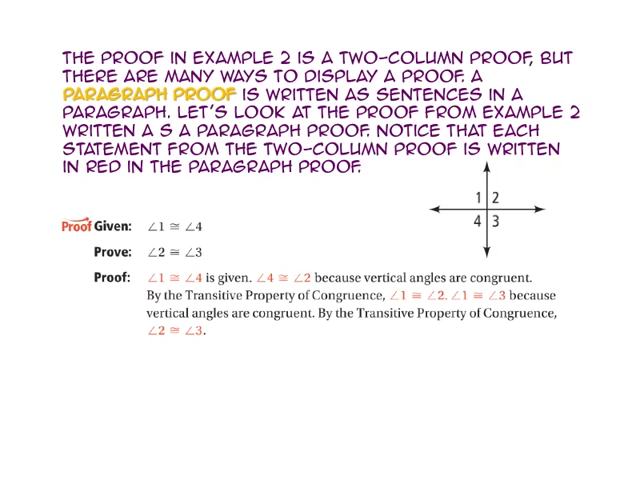 THE PROOF IN EXAMPLE 2 IS A TWO-COLUMN PROOF, BUT
THERE ARE MANY WAYS TO DISPLAY A PROOF. A
PARAGRAPH PROOF IS WRITTEN AS SENTENCES IN A
PARAGRAPH. LET'S LOOK AT THE PROOF FROM EXAMPLE 2
WRITTEN A S A PARAGRAPH PROOF. NOTICE THAT EACH
STATEMENT FROM THE TWO-COLUMN PROOF IS WRITTEN
IN RED IN THE PARAGRAPH PROOF.
1 2
4 3
Proof Given: ∠1 ≅ ∠4
Prove: ∠2 ≅ ∠3
Proof: ∠1 ≅ ∠4 is given. ∠4 ≅ ∠2 because vertical angles are congruent.
By the Transitive Property of Congruence, ∠1 ≅ ∠2. ∠1 ≅ ∠3 because
vertical angles are congruent. By the Transitive Property of Congruence,
∠2 ≅ ∠3.